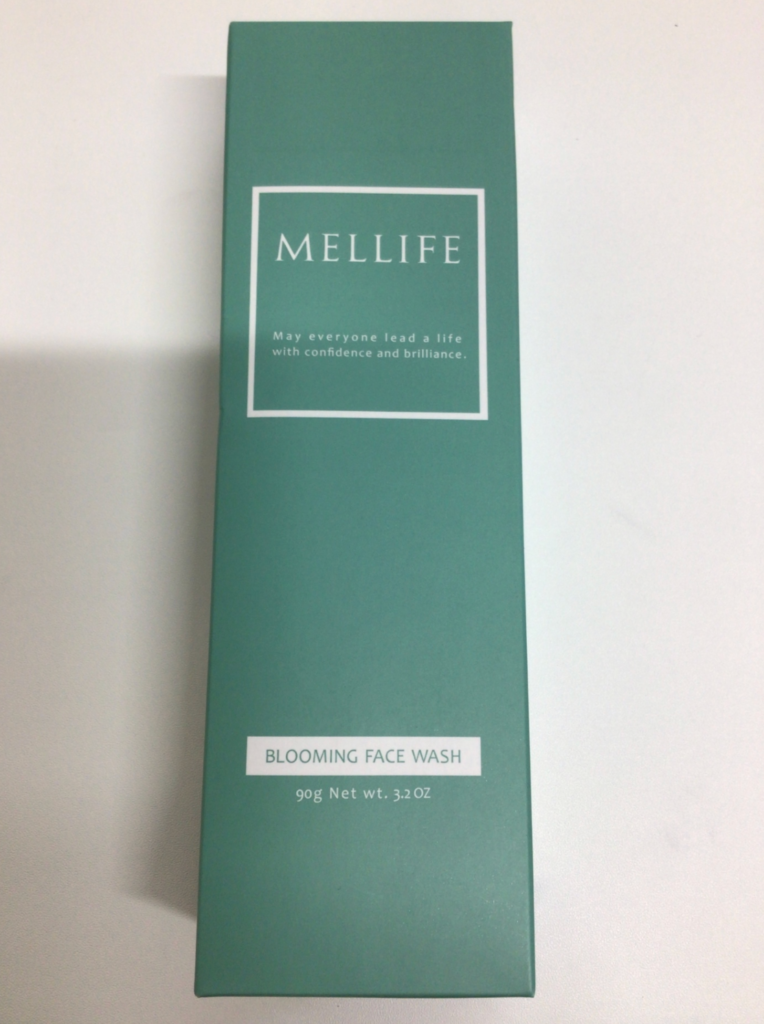 MELLIFE
May everyone lead a life
with confidence and brilliance.
BLOOMING FACE WASH
90g Net wt. 3.2 OZ